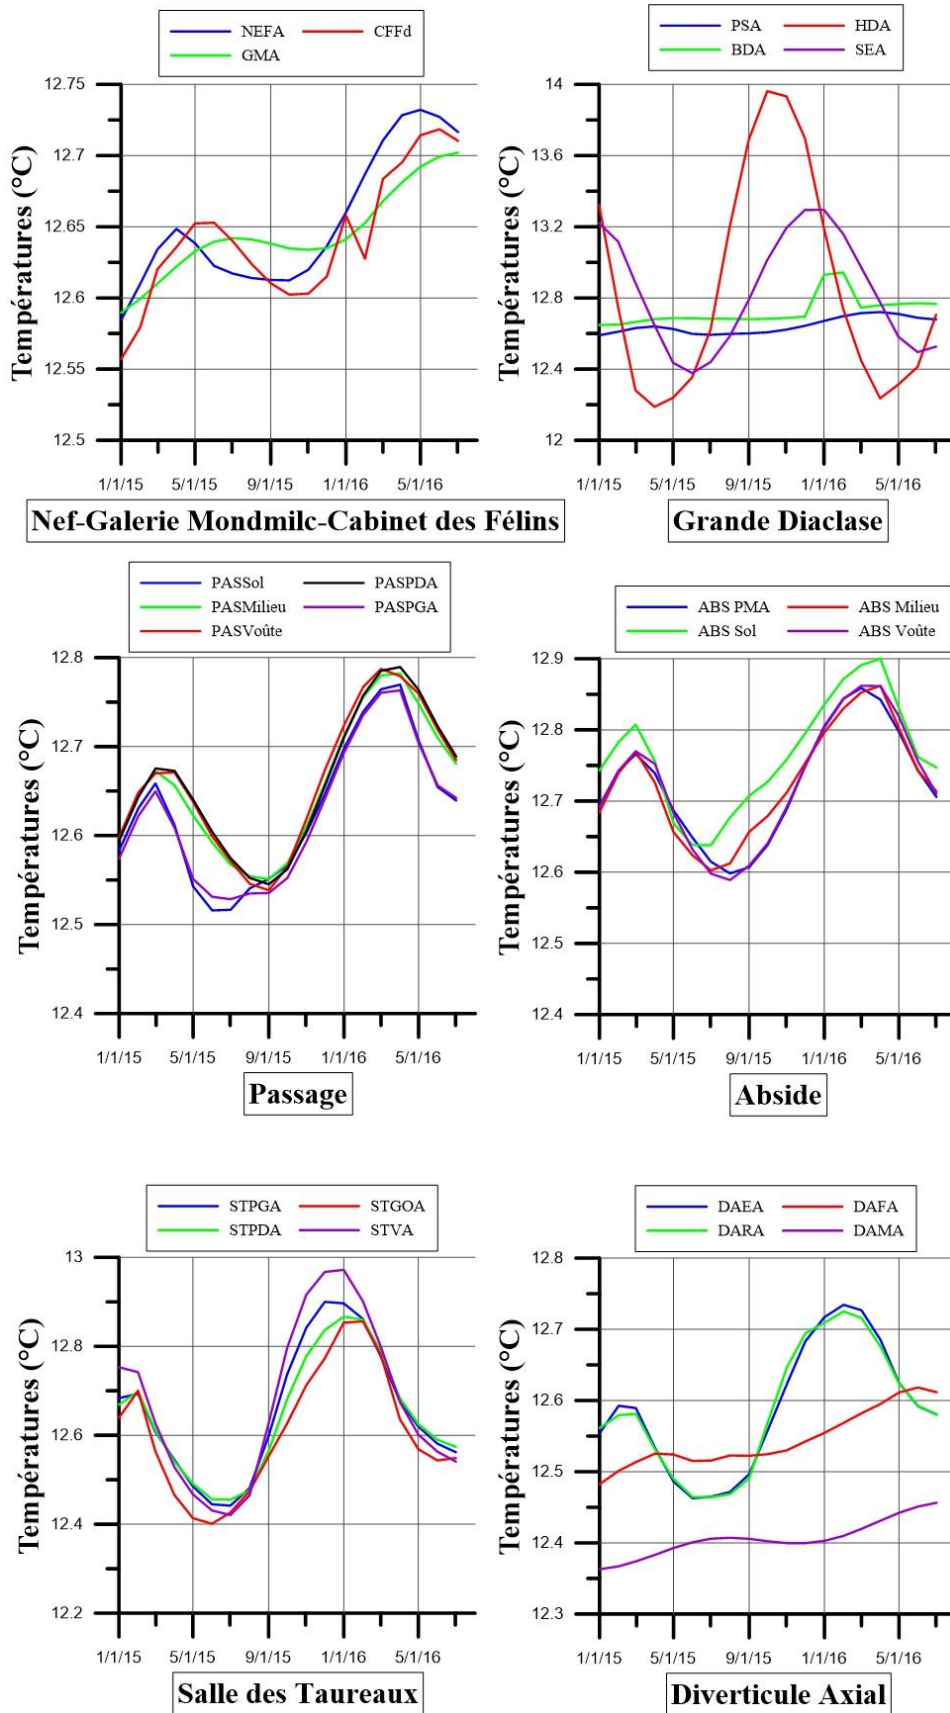 NEFA CFFd
GMA
Températures (°C)
12.75
12.7
12.65
12.6
12.55
12.5
1/1/15 5/1/15 9/1/15 1/1/16 5/1/16
Nef-Galerie Mondmilc-Cabinet des Félins
PSA HDA
BDA SEA
Températures (°C)
14
13.6
13.2
12.8
12.4
12
1/1/15 5/1/15 9/1/15 1/1/16 5/1/16
Grande Diaclase
PASSol PASPDA
PASMilieu PASPGA
PASVoûte
Températures (°C)
12.8
12.7
12.6
12.5
12.4
1/1/15 5/1/15 9/1/15 1/1/16 5/1/16
Passage
ABS PMA ABS Milieu
ABS Sol ABS Voûte
Températures (°C)
12.9
12.8
12.7
12.6
12.5
12.4
1/1/15 5/1/15 9/1/15 1/1/16 5/1/16
Abside
STPGA STGOA
STPDA STVA
Températures (°C)
13
12.8
12.6
12.4
12.2
1/1/15 5/1/15 9/1/15 1/1/16 5/1/16
Salle des Taureaux
DAEA DAFA
DARA DAMA
Températures (°C)
12.8
12.7
12.6
12.5
12.4
12.3
1/1/15 5/1/15 9/1/15 1/1/16 5/1/16
Diverticule Axial